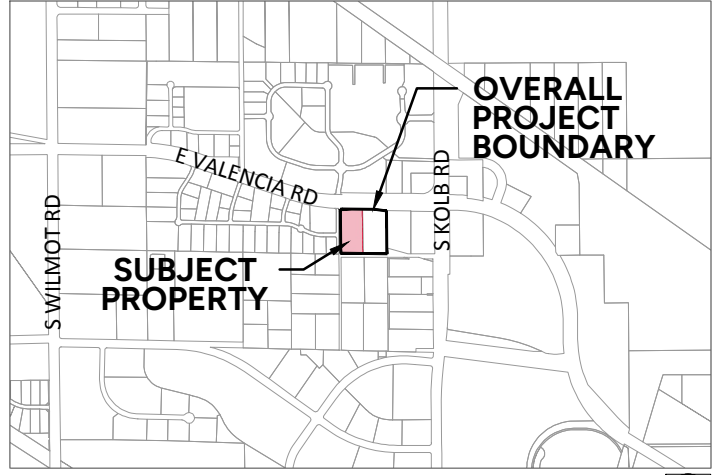 OVERALL
PROJECT
BOUNDARY
E VALENCIA RD
S KOLB RD
S WILMOT RD
SUBJECT
PROPERTY